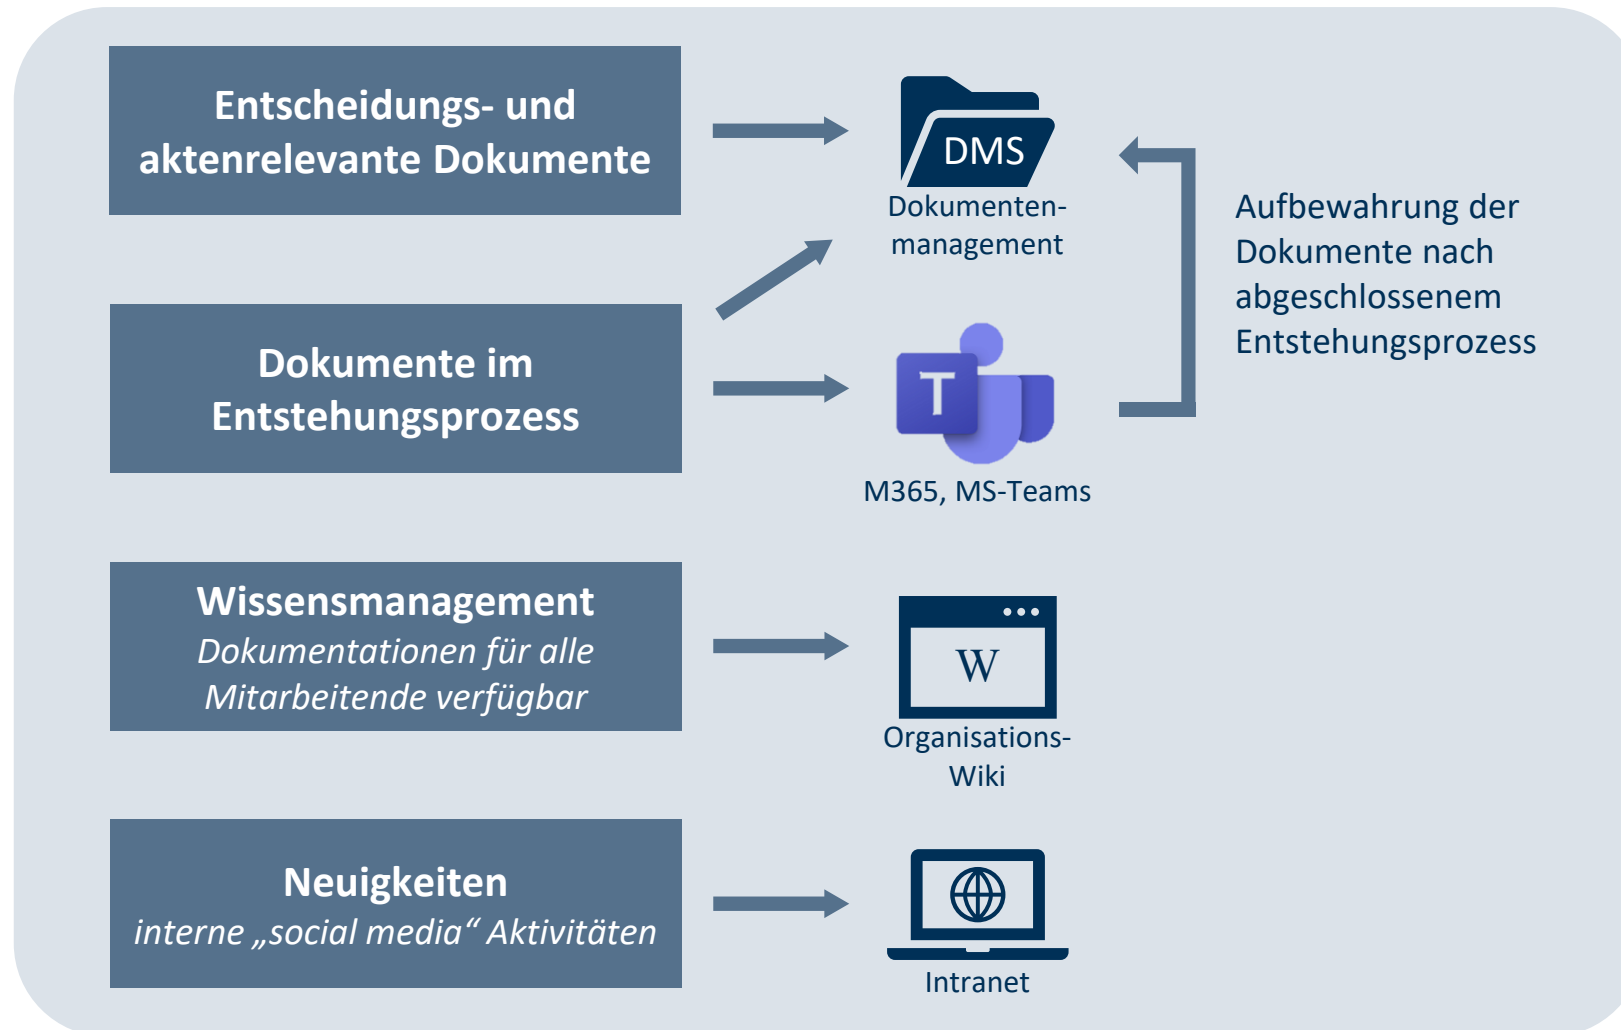 Entscheidungs- und
aktenrelevante Dokumente
DMS
Dokumenten-
management
Aufbewahrung der
Dokumente nach
abgeschlossenem
Entstehungsprozess
Dokumente im
Entstehungsprozess
T
M365, MS-Teams
Wissensmanagement
Dokumentationen für alle
Mitarbeitende verfügbar
W
Organisations-
Wiki
Neuigkeiten
interne „social media“ Aktivitäten
Intranet